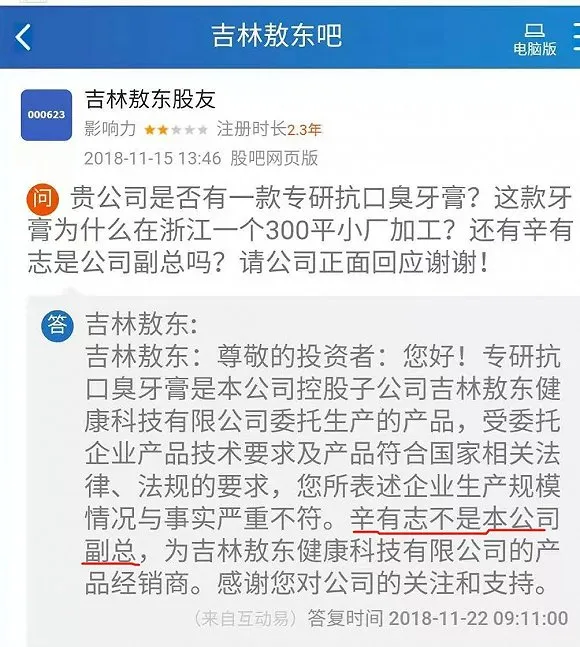 吉林敖东吧
电脑版
000623
吉林敖东股友
影响力 注册时长2.3年
2018-11-15 13:46 股吧网页版
问 贵公司是否有一款专研抗口臭牙膏？这款牙
膏为什么在浙江一个300平小厂加工？还有辛有
志是公司副总吗？请公司正面回应谢谢！
答 吉林敖东:
吉林敖东：尊敬的投资者：您好！专研抗
口臭牙膏是本公司控股子公司吉林敖东健
康科技有限公司委托生产的产品，受委托
企业产品技术要求及产品符合国家相关法
律、法规的要求，您所表述企业生产规模
情况与事实严重不符。辛有志不是本公司
副总，为吉林敖东健康科技有限公司的产
品经销商。感谢您对公司的关注和支持。
（来自互动易）答复时间 2018-11-22 09:11:00